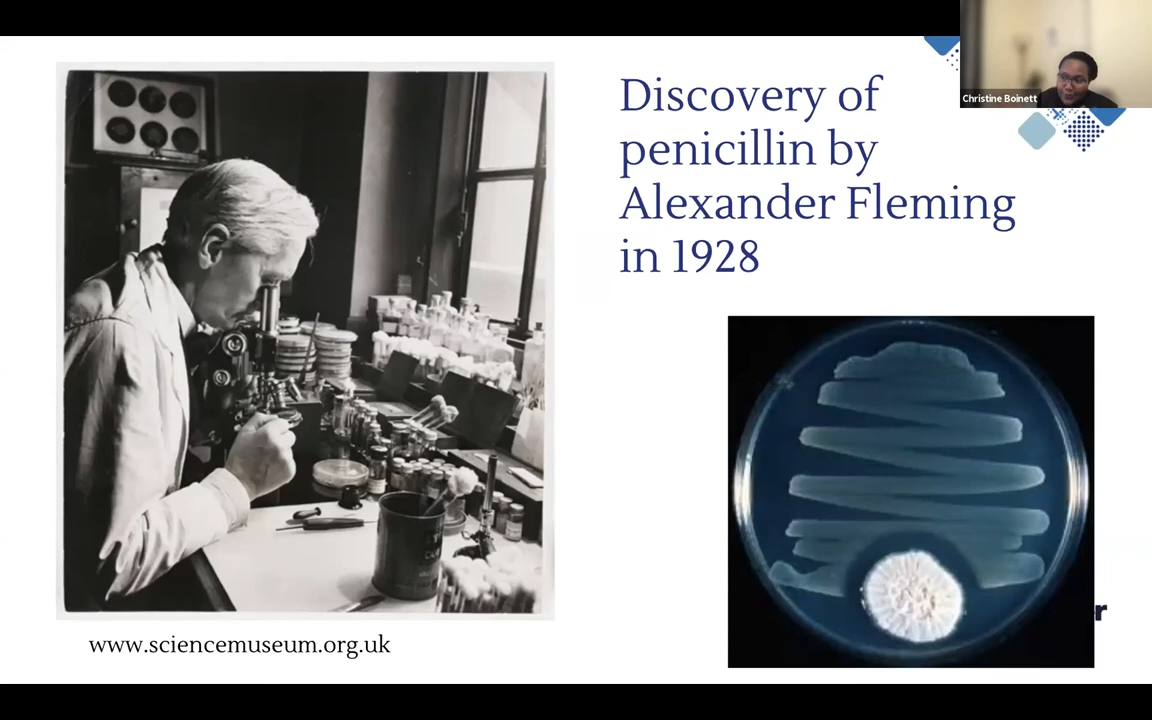 Christine Boinett
Discovery of
penicillin by
Alexander Fleming
in 1928
r
www.sciencemuseum.org.uk